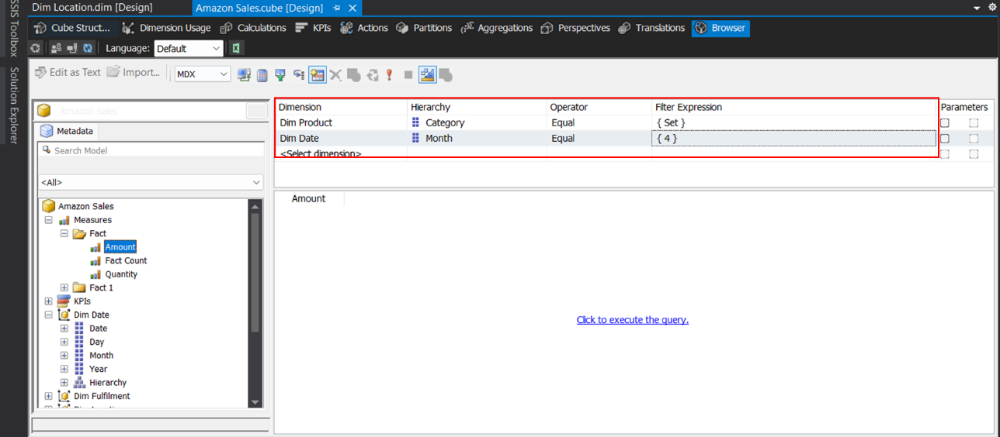 SSIS Toolbox
Solution Explorer
Dim Location.dim [Design]
Amazon Sales.cube [Design]
Cube Struct... Dimension Usage Calculations KPIs Actions Partitions Aggregations Perspectives Translations Browser
Language: Default
Edit as Text Import... MDX
Amazon Sales
Metadata
Search Model
<All>
Amazon Sales
Measures
Fact
Amount
Fact Count
Quantity
Fact 1
KPIs
Dim Date
Date
Day
Month
Year
Hierarchy
Dim Fulfilment
Dimension Hierarchy Operator Filter Expression Parameters
Dim Product Category Equal { Set }
Dim Date Month Equal { 4 }
<Select dimension>
Amount
Click to execute the query.